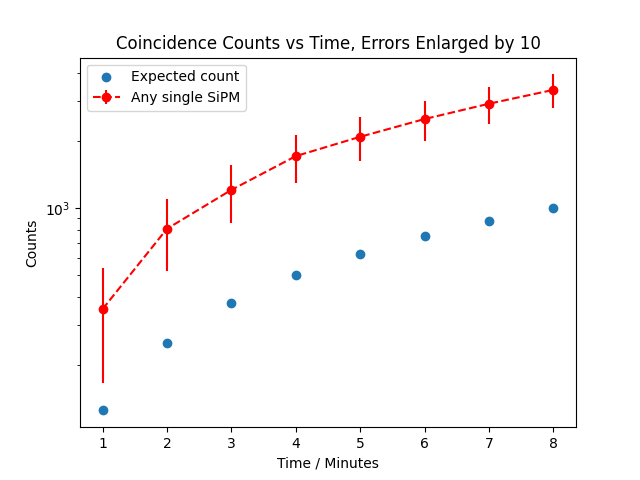 Coincidence Counts vs Time, Errors Enlarged by 10
Expected count
Any single SiPM
10³
Counts
1 2 3 4 5 6 7 8
Time / Minutes